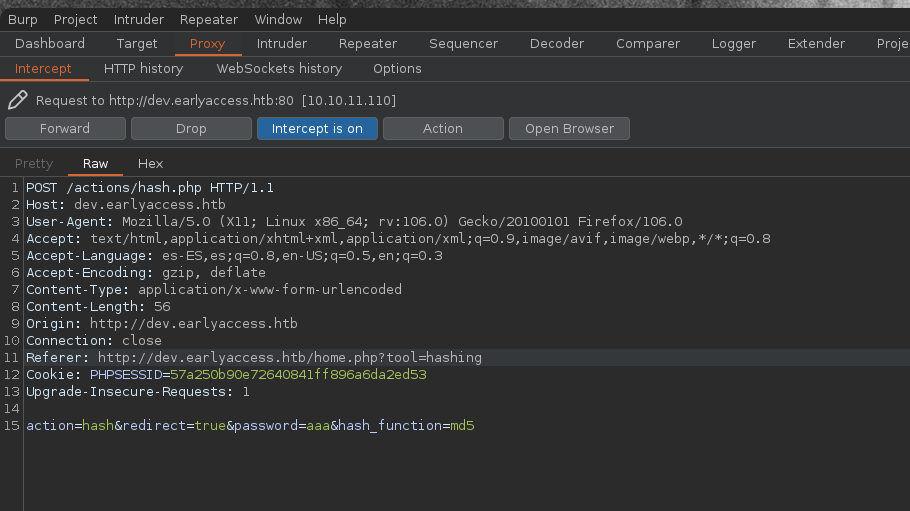 Burp Project Intruder Repeater Window Help
Dashboard Target Proxy Intruder Repeater Sequencer Decoder Comparer Logger Extender Proje
Intercept HTTP history WebSockets history Options
Request to http://dev.earlyaccess.htb:80 [10.10.11.110]
Forward Drop Intercept is on Action Open Browser
Pretty Raw Hex
1 POST /actions/hash.php HTTP/1.1
2 Host: dev.earlyaccess.htb
3 User-Agent: Mozilla/5.0 (X11; Linux x86_64; rv:106.0) Gecko/20100101 Firefox/106.0
4 Accept: text/html,application/xhtml+xml,application/xml;q=0.9,image/avif,image/webp,*/*;q=0.8
5 Accept-Language: es-ES,es;q=0.8,en-US;q=0.5,en;q=0.3
6 Accept-Encoding: gzip, deflate
7 Content-Type: application/x-www-form-urlencoded
8 Content-Length: 56
9 Origin: http://dev.earlyaccess.htb
10 Connection: close
11 Referer: http://dev.earlyaccess.htb/home.php?tool=hashing
12 Cookie: PHPSESSID=57a250b90e72640841ff896a6da2ed53
13 Upgrade-Insecure-Requests: 1
14
15 action=hash&redirect=true&password=aaa&hash_function=md5